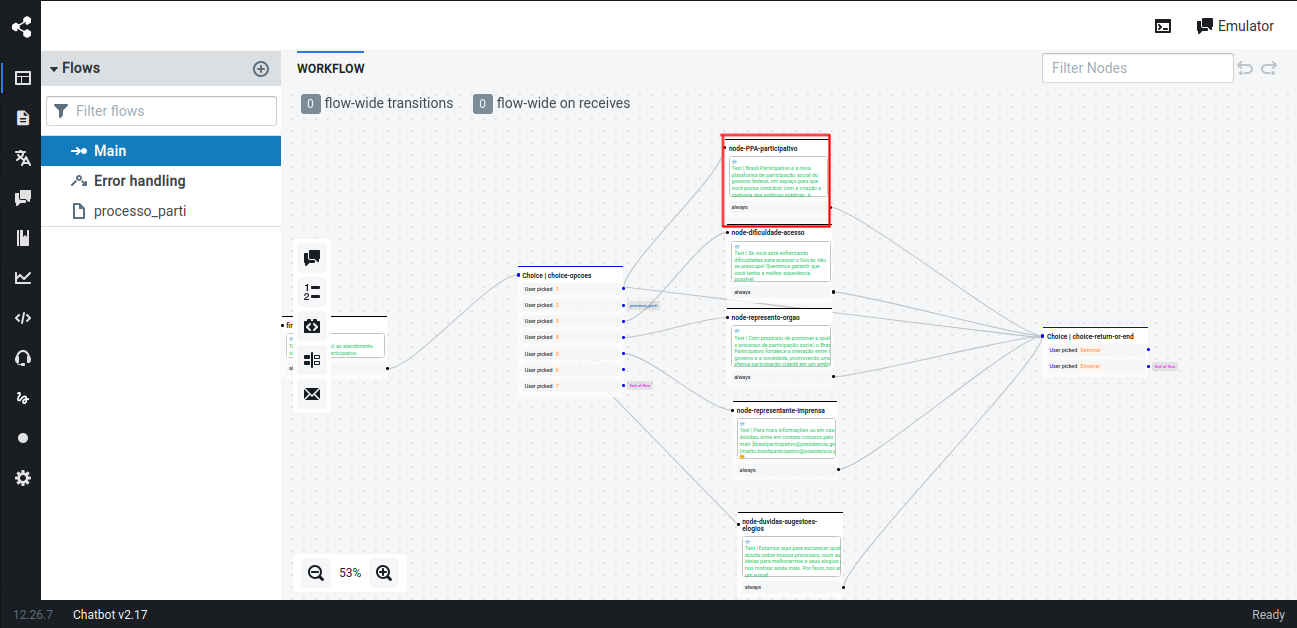 Emulator
Flows
WORKFLOW
Filter Nodes
Filter flows
0 flow-wide transitions
0 flow-wide on receives
Main
Error handling
processo_parti
node-PPA-participativo
Text | Brasil Participativo é a nova
plataforma de participação social do
governo federal, um espaço para que
você possa contribuir com a criação e
melhoria das políticas públicas. A
always
node-dificuldade-acesso
Text | Se você está enfrentando
dificuldades para acessar o Gov.br, não
se preocupe! Queremos garantir que
você tenha a melhor experiência
possível.
always
Choice | choice-opcoes
User picked 1
User picked 2
User picked 3
User picked 4
User picked 5
User picked 6
User picked 7
End of flow
ao atendimento
articipativo.
node-represento-orgao
Text | Com propósito de promover e qual
o processo de participação social, o Bras
Participativo fortalece a interação entre
governo e a sociedade, promovendo uma
efetiva participação cidadã em um ambi
always
Choice | choice-return-or-end
User picked Retornar
User picked Encerrar
End of flow
node-representante-imprensa
Text | Para mais informações ou em caso
dúvidas, entre em contato conosco pelo
mail: [brasilparticipativo@presidencia.go
(mailto:brasilparticipativo@presidencia.g
always
node-duvidas-sugestoes-
elogios
Text | Estamos aqui para esclarecer qual
dúvida sobre nossos processos, ouvir su
ideias para melhorarmos e seus elogios
nos motivar ainda mais. Por favor, nos en
um e-mail
always
53%
12.26.7
Chatbot v2.17
Ready